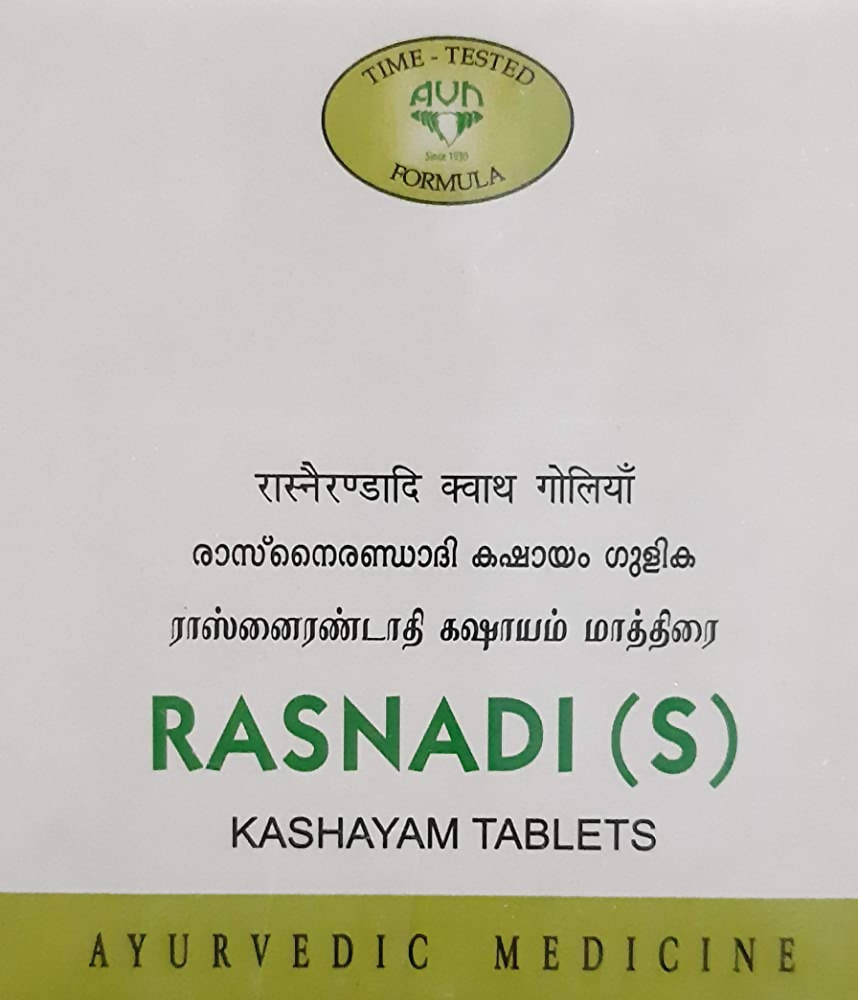 TIME - TESTED
AVN
Since 1930
FORMULA
रास्नैरण्डादि क्वाथ गोलियाँ
രാസ്നൈരണ്ഡാദി കഷായം ഗുളിക
ராஸ்னைரண்டாதி கஷாயம் மாத்திரை
RASNADI (S)
KASHAYAM TABLETS
AYURVEDIC MEDICINE